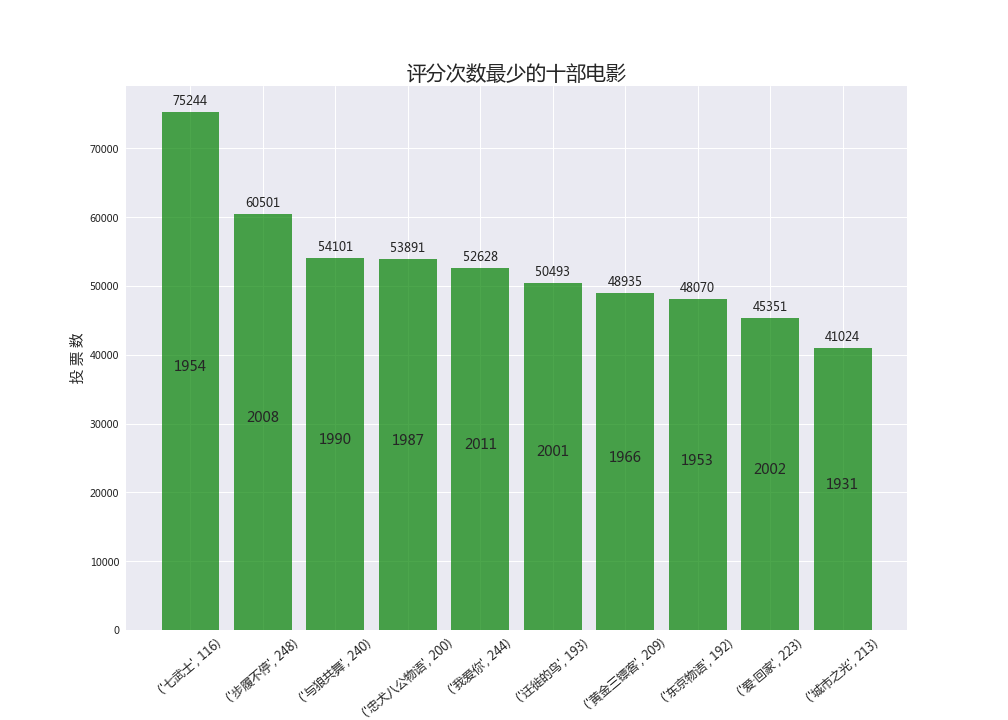 评分次数最少的十部电影
投票数
70000
60000
50000
40000
30000
20000
10000
0
75244
60501
54101
53891
52628
50493
48935
48070
45351
41024
1954
2008
1990
1987
2011
2001
1966
1953
2002
1931
('七武士', 116)
('步履不停', 248)
('与狼共舞', 240)
('忠犬八公物语', 200)
('我爱你', 244)
('迁徙的鸟', 193)
('黄金三镖客', 209)
('东京物语', 192)
('爱·回家', 223)
('城市之光', 213)